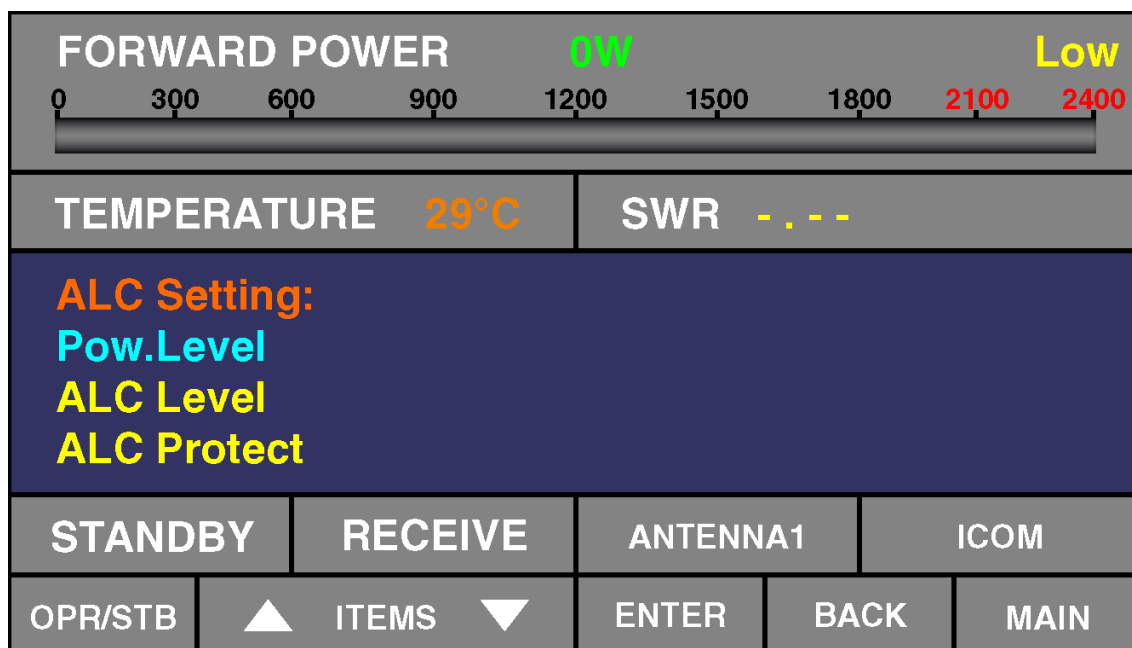 FORWARD POWER 0W Low
0 300 600 900 1200 1500 1800 2100 2400
TEMPERATURE 29°C SWR -.--
ALC Setting:
Pow.Level
ALC Level
ALC Protect
STANDBY RECEIVE ANTENNA1 ICOM
OPR/STB ▲ ITEMS ▼ ENTER BACK MAIN